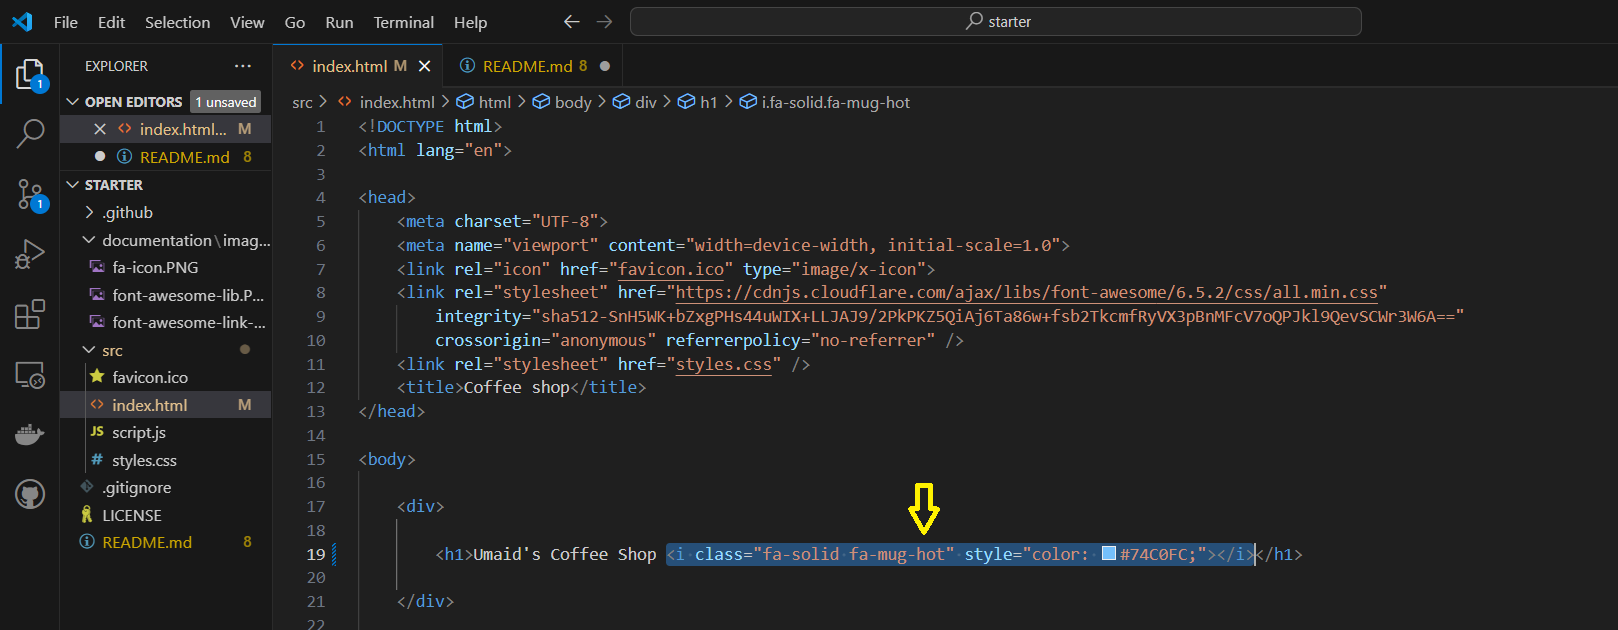 File Edit Selection View Go Run Terminal Help
starter
EXPLORER
index.html M
README.md 8
OPEN EDITORS 1 unsaved
index.html... M
README.md 8
STARTER
.github
documentation\imag...
fa-icon.PNG
font-awesome-lib.P...
font-awesome-link-...
src
favicon.ico
index.html M
script.js
styles.css
.gitignore
LICENSE
README.md 8
1
1
src > index.html > html > body > div > h1 > i.fa-solid.fa-mug-hot
1 <!DOCTYPE html>
2 <html lang="en">
3
4 <head>
5 <meta charset="UTF-8">
6 <meta name="viewport" content="width=device-width, initial-scale=1.0">
7 <link rel="icon" href="favicon.ico" type="image/x-icon">
8 <link rel="stylesheet" href="https://cdnjs.cloudflare.com/ajax/libs/font-awesome/6.5.2/css/all.min.css"
9 integrity="sha512-SnH5WK+bZxgPHs44uWIX+LLJAJ9/2PkPKZ5QiAj6Ta86w+fsb2TkcmfRyVX3pBnMFcV7oQPJkl9QevSCWr3W6A=="
10 crossorigin="anonymous" referrerpolicy="no-referrer" />
11 <link rel="stylesheet" href="styles.css" />
12 <title>Coffee shop</title>
13 </head>
14
15 <body>
16
17 <div>
18
19 <h1>Umaid's Coffee Shop <i class="fa-solid fa-mug-hot" style="color: #74C0FC;"></i></h1>
20
21 </div>
22